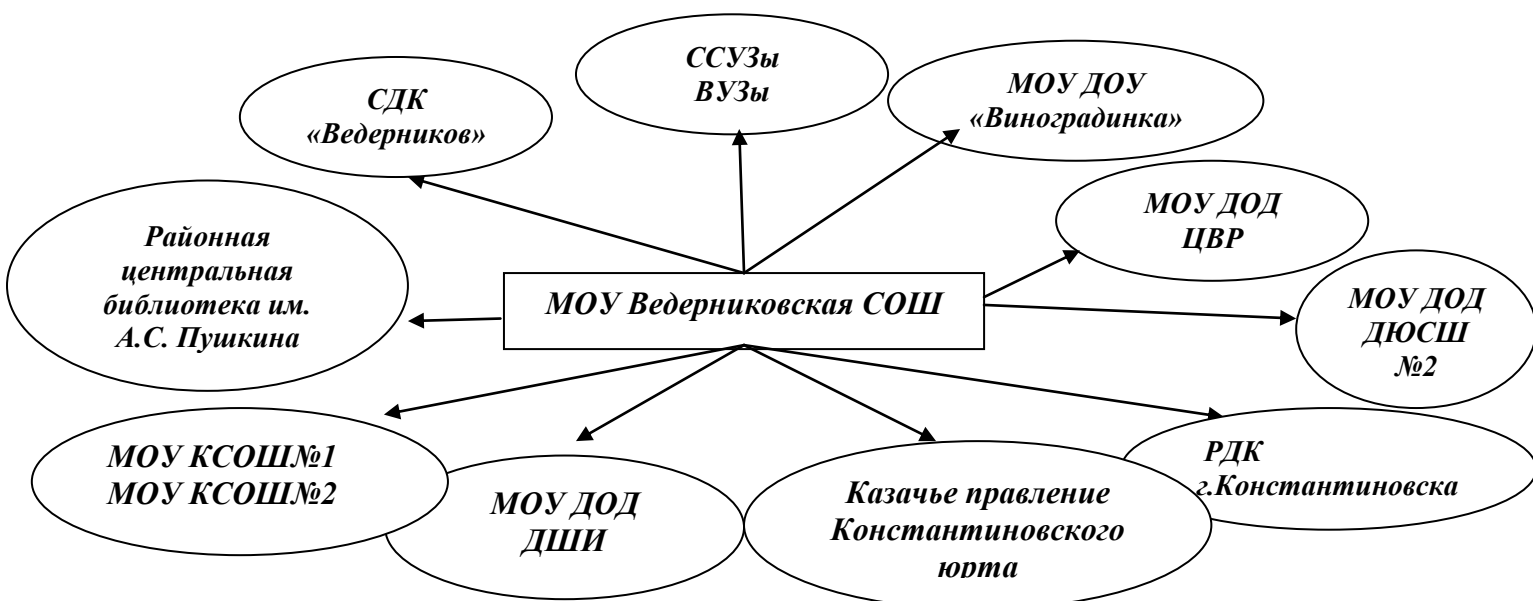 ССУЗы
ВУЗы
СДК
«Ведерников»
МОУ ДОУ
«Виноградинка»
МОУ ДОД
ЦВР
Районная
центральная
библиотека им.
А.С. Пушкина
МОУ Ведерниковская СОШ
МОУ ДОД
ДЮСШ
№2
МОУ КСОШ№1
МОУ КСОШ№2
МОУ ДОД
ДШИ
Казачье правление
Константиновского
юрта
РДК
г.Константиновска